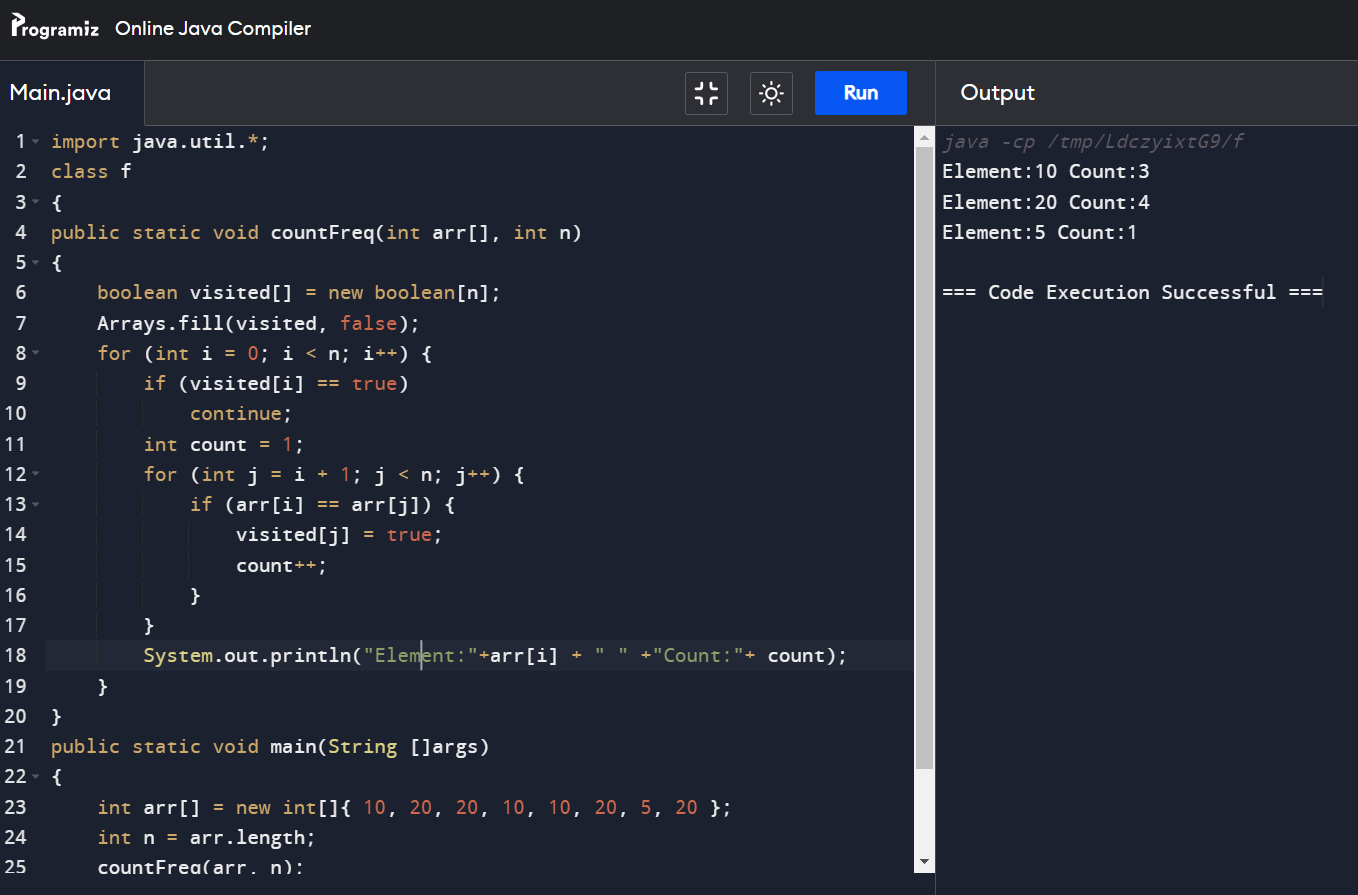 Programiz Online Java Compiler
Main.java
Run
Output
1 import java.util.*;
2 class f
3 {
4 public static void countFreq(int arr[], int n)
5 {
6 boolean visited[] = new boolean[n];
7 Arrays.fill(visited, false);
8 for (int i = 0; i < n; i++) {
9 if (visited[i] == true)
10 continue;
11 int count = 1;
12 for (int j = i + 1; j < n; j++) {
13 if (arr[i] == arr[j]) {
14 visited[j] = true;
15 count++;
16 }
17 }
18 System.out.println("Element:"+arr[i] + " " +"Count:"+ count);
19 }
20 }
21 public static void main(String []args)
22 {
23 int arr[] = new int[]{ 10, 20, 20, 10, 10, 20, 5, 20 };
24 int n = arr.length;
25 countFreq(arr, n);
java -cp /tmp/LdczyixtG9/f
Element:10 Count:3
Element:20 Count:4
Element:5 Count:1
=== Code Execution Successful ===